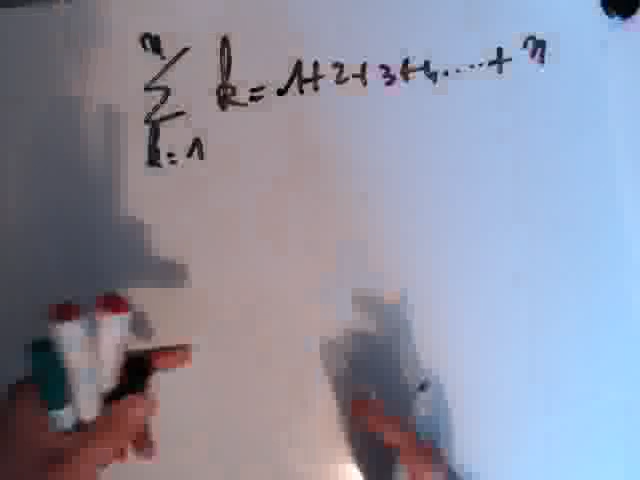 n
∑ k = 1+2+3+4.....+ n
k=1